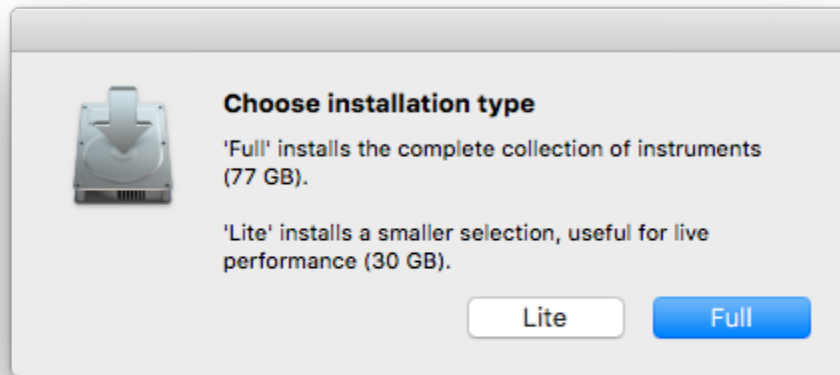 Choose installation type
'Full' installs the complete collection of instruments
(77 GB).
'Lite' installs a smaller selection, useful for live
performance (30 GB).
Lite
Full